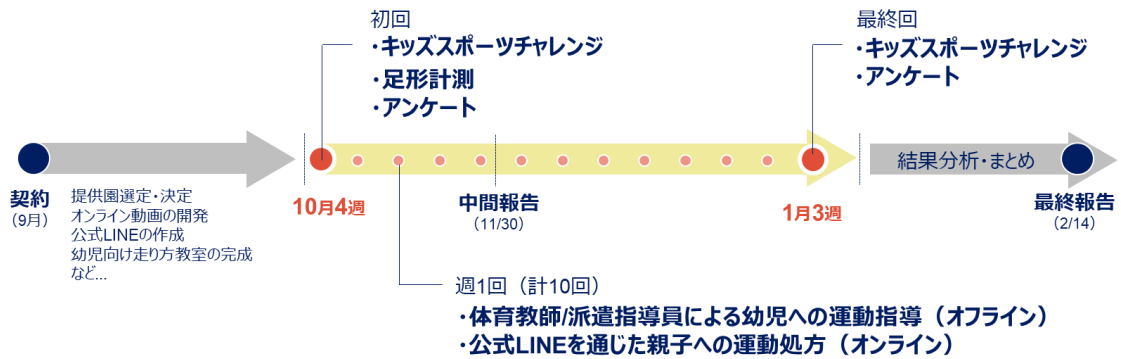 初回
・キッズスポーツチャレンジ
・足形計測
・アンケート
最終回
・キッズスポーツチャレンジ
・アンケート
結果分析・まとめ
契約
(9月)
提供園選定・決定
オンライン動画の開発
公式LINEの作成
幼児向け走り方教室の完成
など...
10月4週
中間報告
(11/30)
1月3週
最終報告
(2/14)
週1回（計10回）
・体育教師/派遣指導員による幼児への運動指導（オフライン）
・公式LINEを通じた親子への運動処方（オンライン）